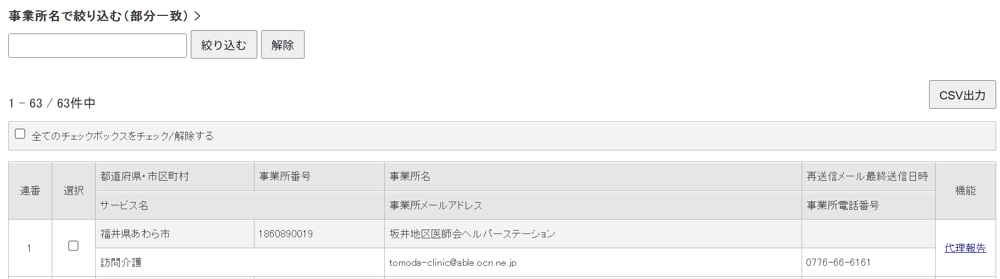 事業所名で絞り込む(部分一致) >
絞り込む 解除
CSV出力
1 - 63 / 63件中
全てのチェックボックスをチェック/解除する
連番 選択 都道府県・市区町村 事業所番号 事業所名 再送信メール最終送信日時 機能
サービス名 事業所メールアドレス 事業所電話番号
1 福井県あわら市 1860890019 坂井地区医師会ヘルパーステーション 代理報告
訪問介護 tomoda-clinic@able.ocn.ne.jp 0776-66-6161